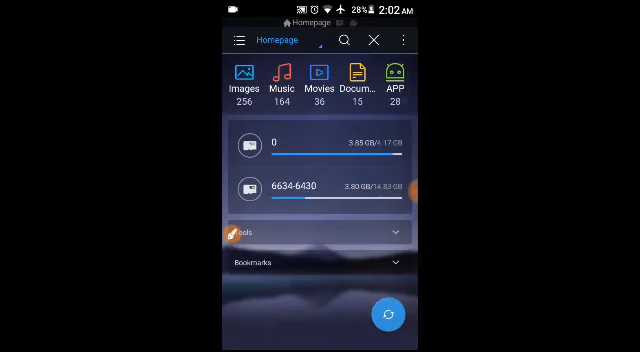 28% 2:02 AM
Homepage
Homepage
Images Music Movies Docum... APP
256 164 36 15 28
0 3.85 GB/4.17 GB
6634-6430 3.80 GB/14.83 GB
ools
Bookmarks